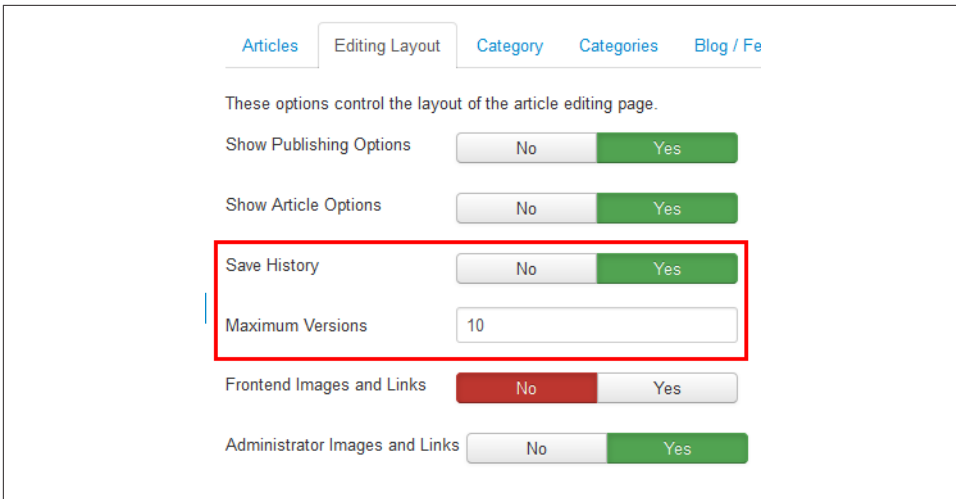 Articles Editing Layout Category Categories Blog / Fe
These options control the layout of the article editing page.
Show Publishing Options No Yes
Show Article Options No Yes
Save History No Yes
Maximum Versions 10
Frontend Images and Links No Yes
Administrator Images and Links No Yes